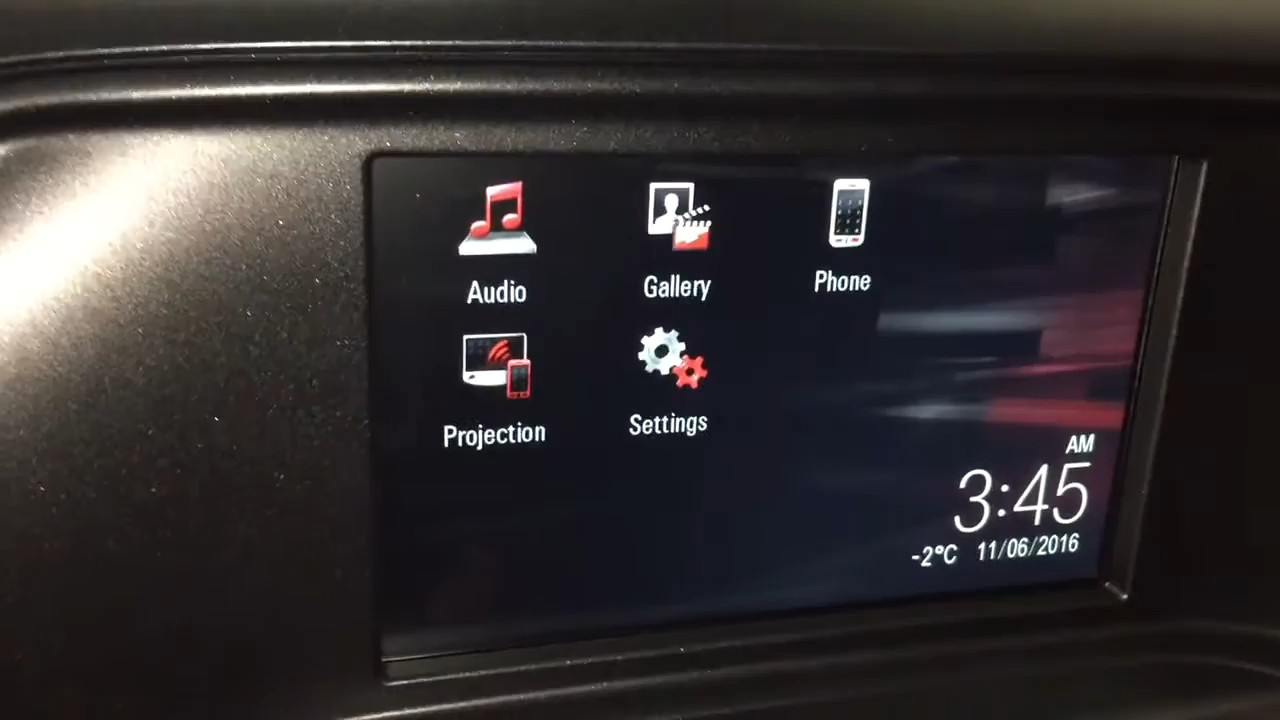 Audio
Gallery
Phone
Projection
Settings
AM
3:45
-2°C 11/06/2016